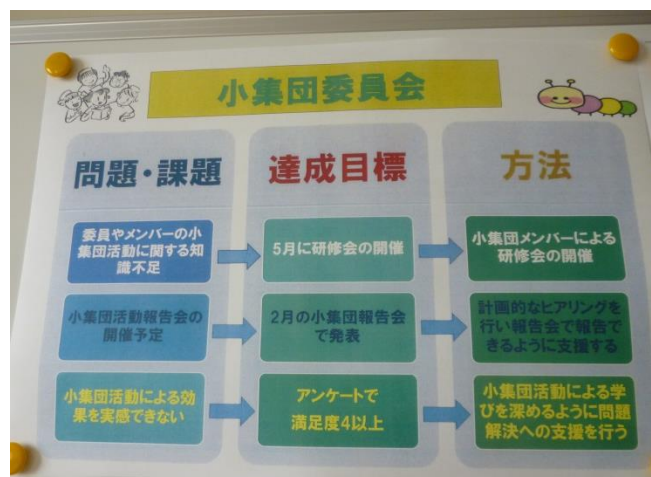 小集団委員会
問題・課題
達成目標
方法
委員やメンバーの小
集団活動に関する知
識不足
5月に研修会の開催
小集団メンバーによる
研修会の開催
小集団活動報告会の
開催予定
2月の小集団報告会
で発表
計画的なヒアリングを
行い報告会で報告で
きるように支援する
小集団活動による効
果を実感できない
アンケートで
満足度4以上
小集団活動による学
びを深めるように問題
解決への支援を行う